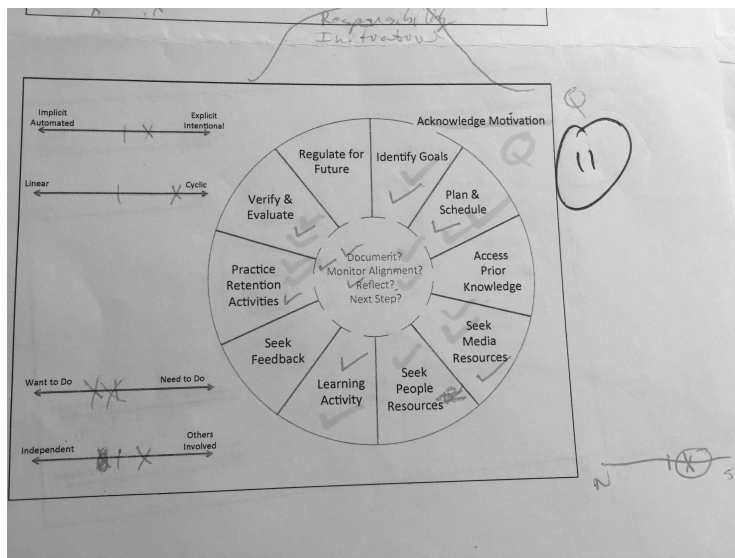 Responsibility
Implicit
Automated
Explicit
Intentional
Linear
Cyclic
Want to Do
Need to Do
Independent
Others
Involved
Acknowledge Motivation
Identify Goals
Plan &
Schedule
Access
Prior
Knowledge
Seek
Media
Resources
Seek
People
Resources
Learning
Activity
Seek
Feedback
Practice
Retention
Activities
Verify &
Evaluate
Regulate for
Future
Document?
Monitor Alignment?
Reflect?
Next Step?
Q
Q
11
N
S